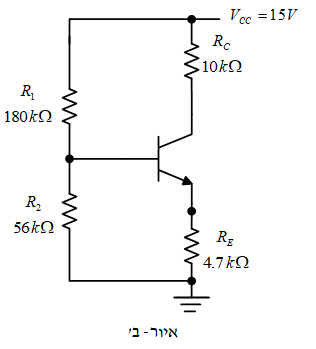 V_CC = 15V
R_C
10kΩ
R_1
180kΩ
R_2
56kΩ
R_E
4.7kΩ
איור - ב'